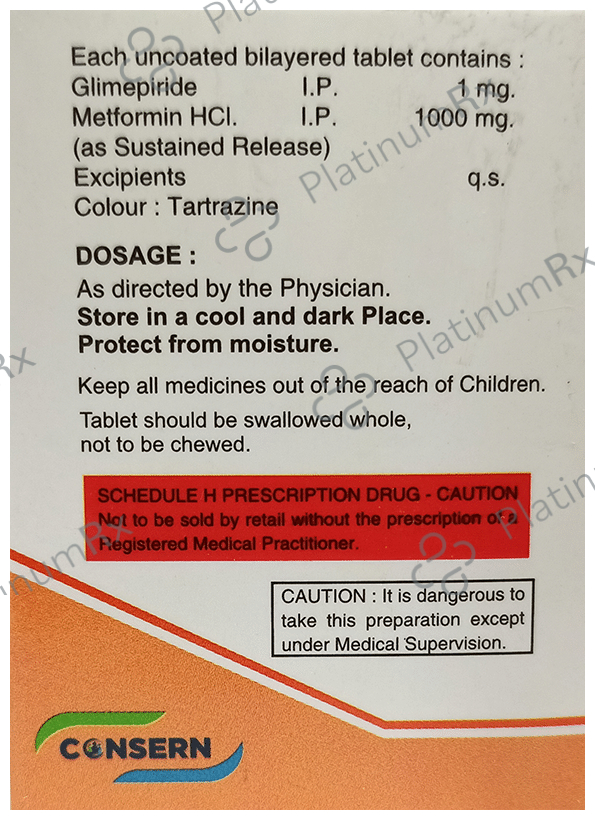 Each uncoated bilayered tablet contains :
Glimepiride I.P. 1 mg.
Metformin HCl. I.P. 1000 mg.
(as Sustained Release)
Excipients q.s.
Colour : Tartrazine
DOSAGE :
As directed by the Physician.
Store in a cool and dark Place.
Protect from moisture.
Keep all medicines out of the reach of Children.
Tablet should be swallowed whole,
not to be chewed.
SCHEDULE H PRESCRIPTION DRUG - CAUTION
Not to be sold by retail without the prescription of a
Registered Medical Practitioner.
CAUTION : It is dangerous to
take this preparation except
under Medical Supervision.
CONSERN
PlatinumRx
PlatinumRx
PlatinumRx